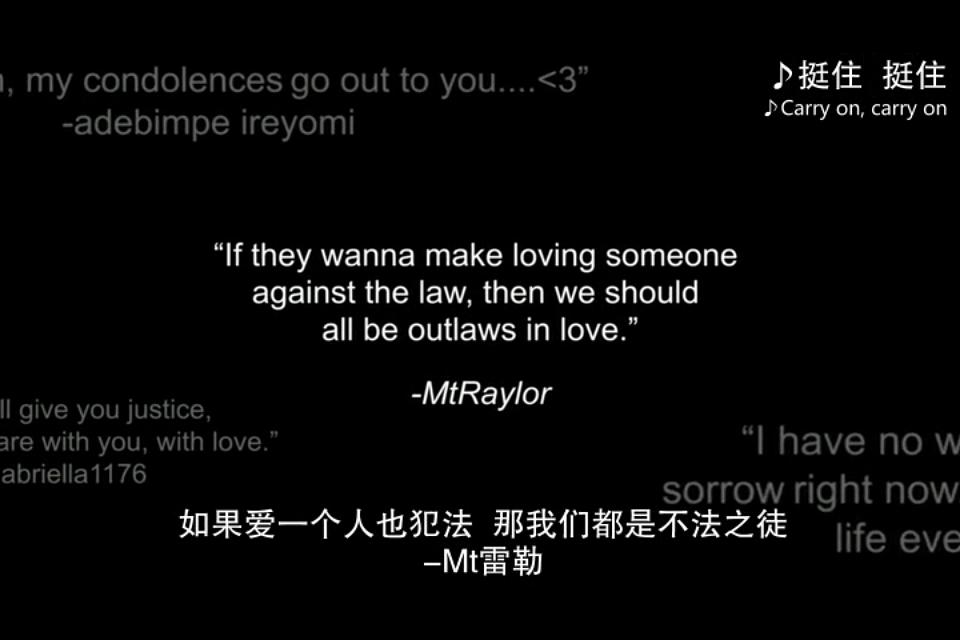 , my condolences go out to you....<3”
-adebimpe ireyomi
♪挺住 挺住
♪Carry on, carry on
“If they wanna make loving someone
against the law, then we should
all be outlaws in love.”
-MtRaylor
ll give you justice,
are with you, with love.”
abriella1176
“I have no w
sorrow right now
life eve
如果爱一个人也犯法 那我们都是不法之徒
–Mt雷勒